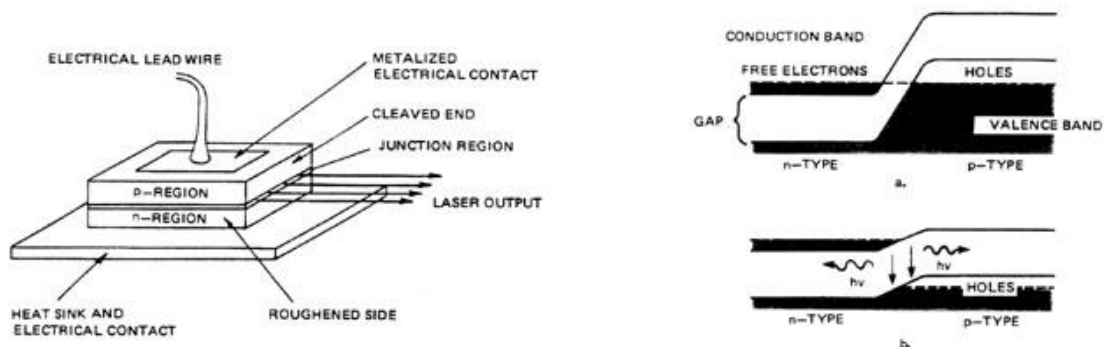 ELECTRICAL LEAD WIRE
METALIZED
ELECTRICAL CONTACT
CLEAVED END
JUNCTION REGION
p-REGION
n-REGION
LASER OUTPUT
HEAT SINK AND
ELECTRICAL CONTACT
ROUGHENED SIDE
CONDUCTION BAND
FREE ELECTRONS
HOLES
GAP
VALENCE BAND
n-TYPE
p-TYPE
a.
hν
hν
HOLES
n-TYPE
p-TYPE
b.